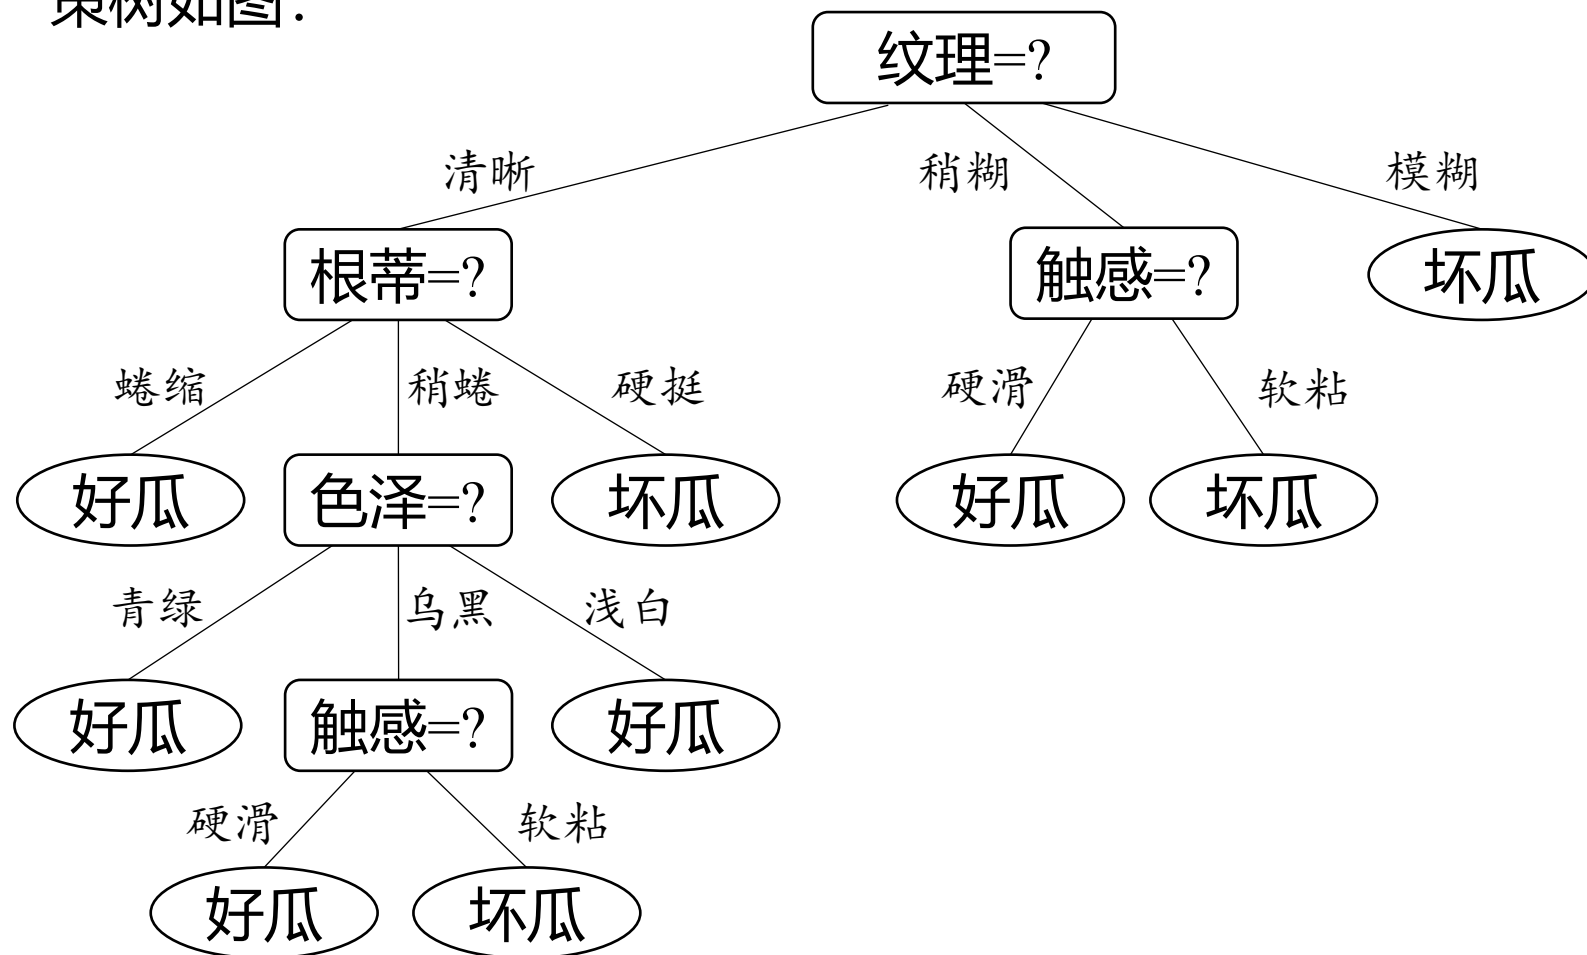 策树如图:
纹理=?
清晰 稍糊 模糊
根蒂=? 触感=? 坏瓜
蜷缩 稍蜷 硬挺 硬滑 软粘
好瓜 色泽=? 坏瓜 好瓜 坏瓜
青绿 乌黑 浅白
好瓜 触感=? 好瓜
硬滑 软粘
好瓜 坏瓜